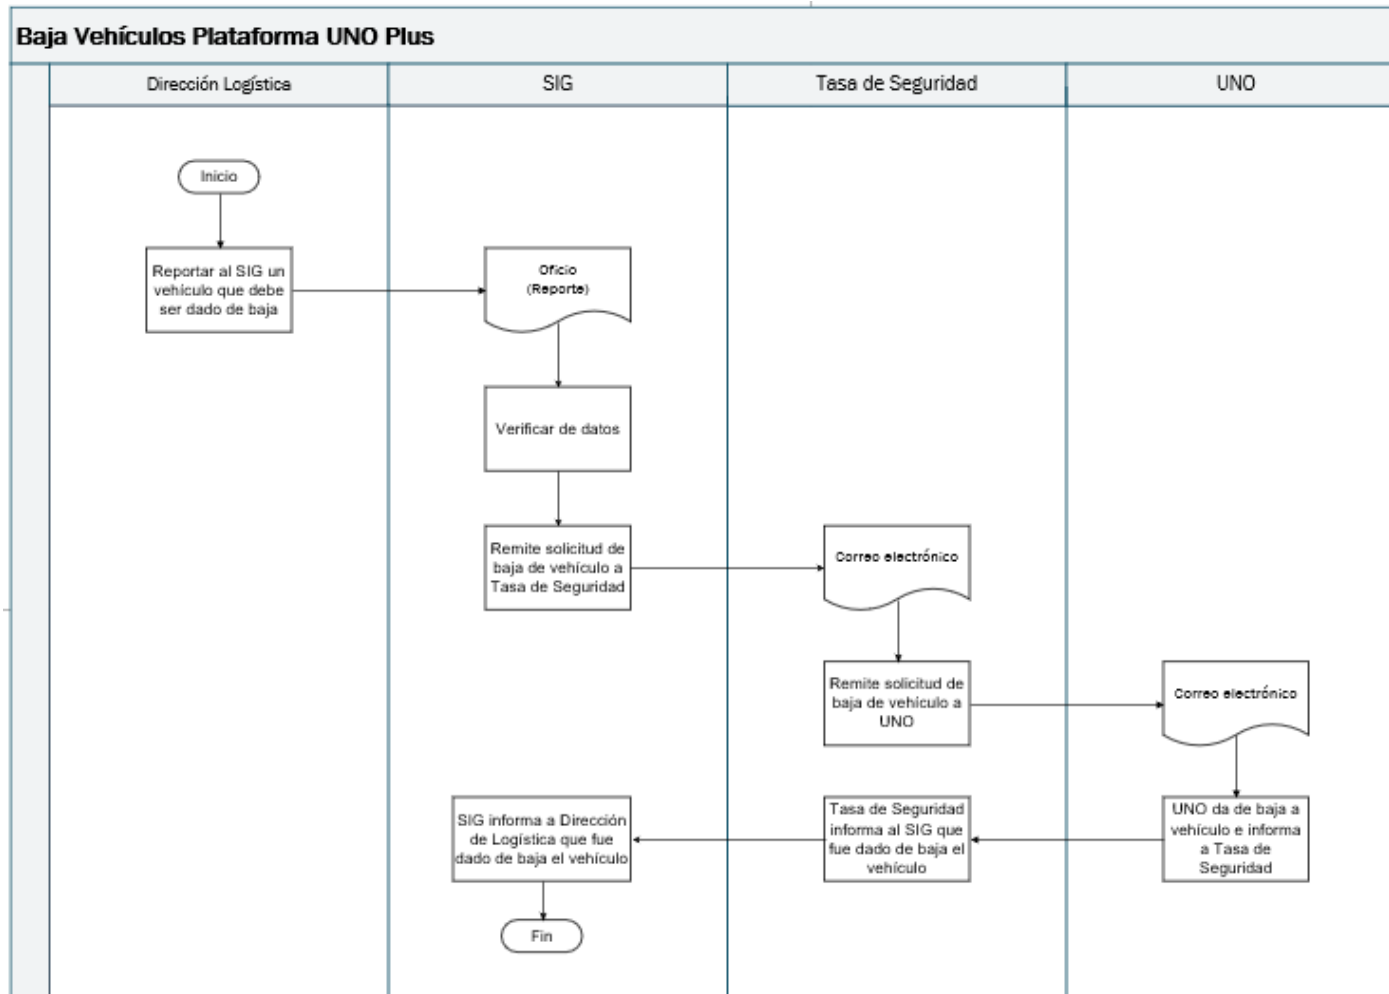 Baja Vehículos Plataforma UNO Plus
Dirección Logística
SIG
Tasa de Seguridad
UNO
Inicio
Reportar al SIG un
vehículo que debe
ser dado de baja
Oficio
(Reporte)
Verificar de datos
Remite solicitud de
baja de vehículo a
Tasa de Seguridad
Correo electrónico
Remite solicitud de
baja de vehículo a
UNO
Correo electrónico
UNO da de baja a
vehículo e informa
a Tasa de
Seguridad
Tasa de Seguridad
informa al SIG que
fue dado de baja el
vehículo
SIG informa a Dirección
de Logística que fue
dado de baja el vehículo
Fin